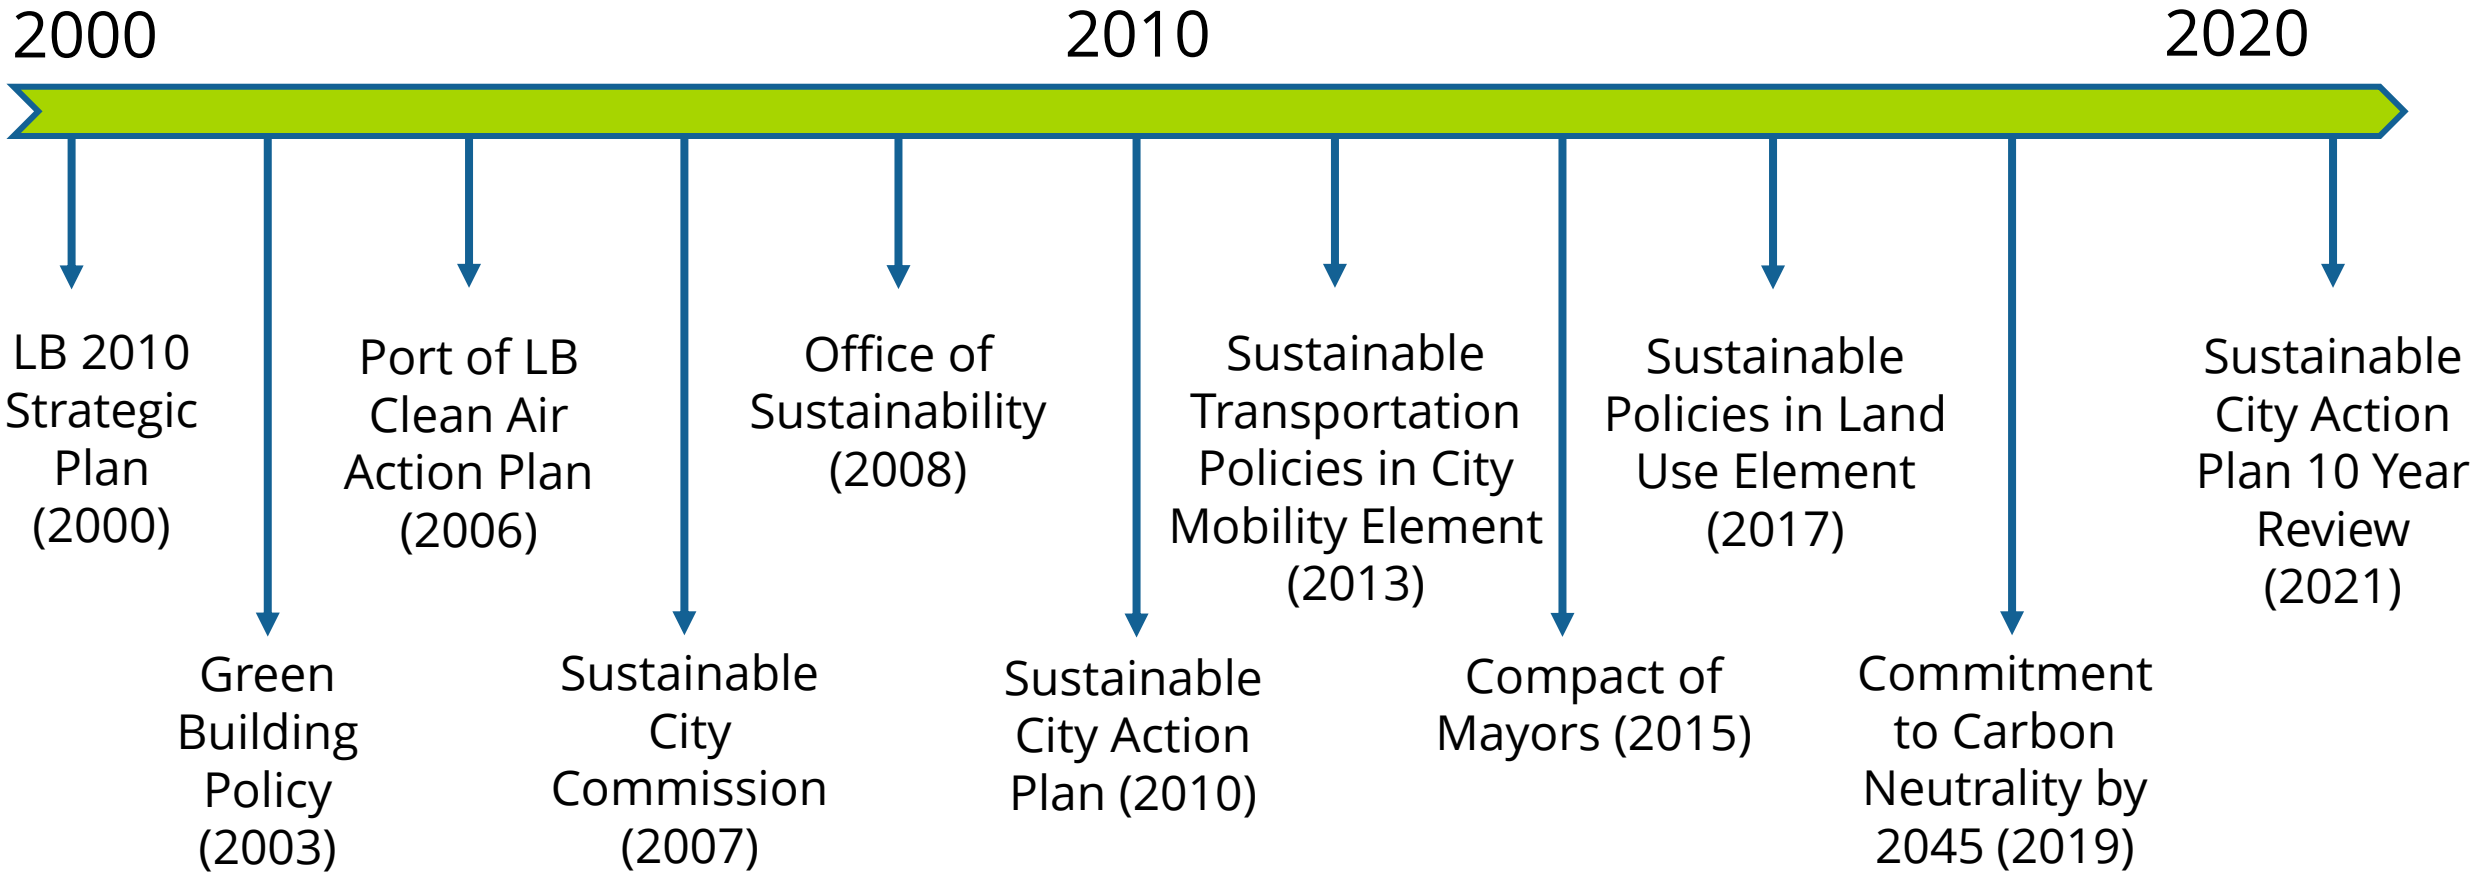 2000
2010
2020
LB 2010
Strategic
Plan
(2000)
Green
Building
Policy
(2003)
Port of LB
Clean Air
Action Plan
(2006)
Sustainable
City
Commission
(2007)
Office of
Sustainability
(2008)
Sustainable
City Action
Plan (2010)
Sustainable
Transportation
Policies in City
Mobility Element
(2013)
Compact of
Mayors (2015)
Sustainable
Policies in Land
Use Element
(2017)
Commitment
to Carbon
Neutrality by
2045 (2019)
Sustainable
City Action
Plan 10 Year
Review
(2021)